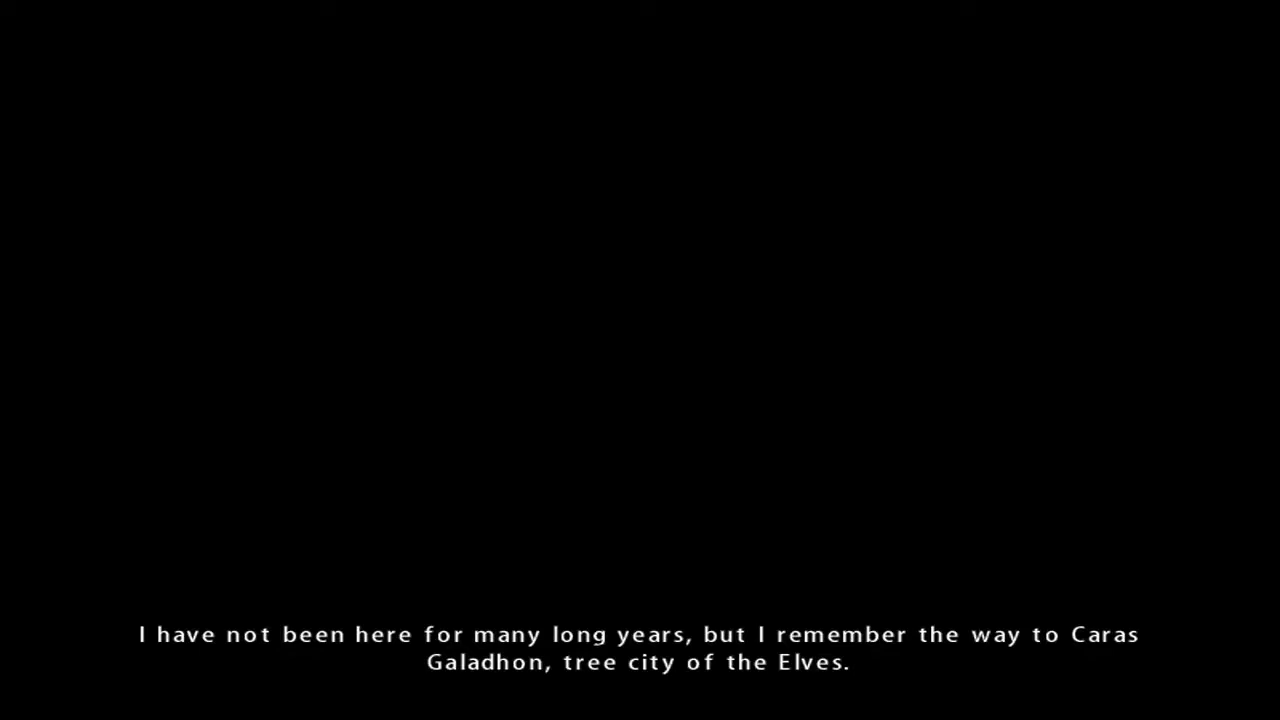 I have not been here for many long years, but I remember the way to Caras
Galadhon, tree city of the Elves.